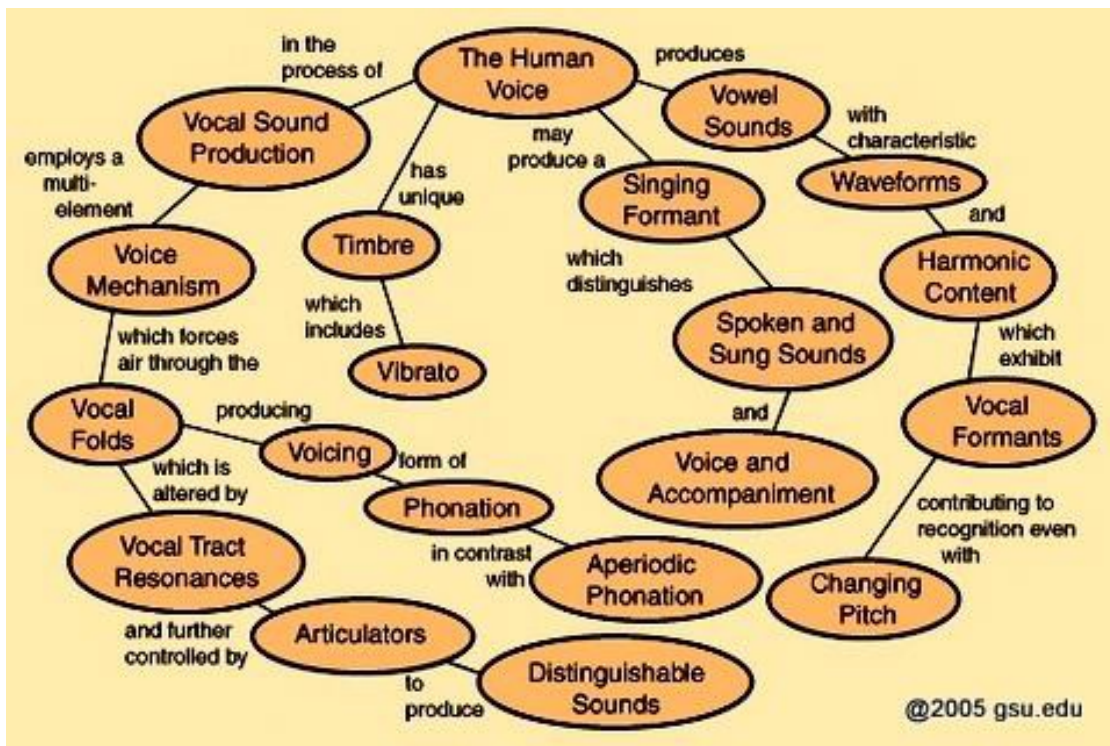 in the
process of
The Human
Voice
produces
Vowel
Sounds
Vocal Sound
Production
with
characteristic
may
produce a
employs a
multi-
element
has
unique
Singing
Formant
Waveforms
and
Timbre
Voice
Mechanism
which
distinguishes
Harmonic
Content
which
includes
Spoken and
Sung Sounds
which forces
air through the
which
exhibit
Vibrato
Vocal
Folds
producing
Vocal
Formants
and
Voicing
form of
which is
altered by
Voice and
Accompaniment
Phonation
contributing to
recognition even
with
Vocal Tract
Resonances
in contrast
with
Aperiodic
Phonation
Changing
Pitch
and further
controlled by
Articulators
to
produce
Distinguishable
Sounds
@2005 gsu.edu